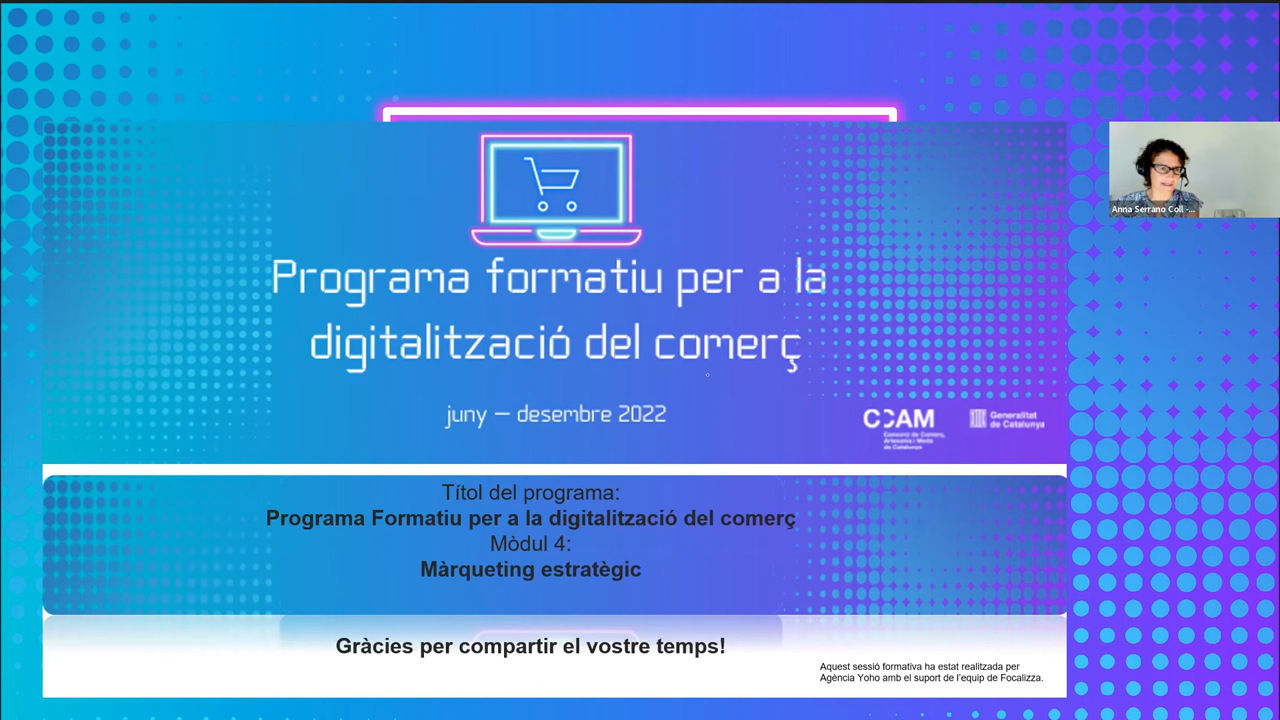 Programa formatiu per a la
digitalització del comerç
juny — desembre 2022
CCAM
Consorci de Comerç,
Artesania i Moda
de Catalunya
Generalitat
de Catalunya
Anna Serrano Coll -...
Títol del programa:
Programa Formatiu per a la digitalització del comerç
Mòdul 4:
Màrqueting estratègic
Gràcies per compartir el vostre temps!
Aquest sessió formativa ha estat realitzada per
Agència Yoho amb el suport de l'equip de Focalizza.